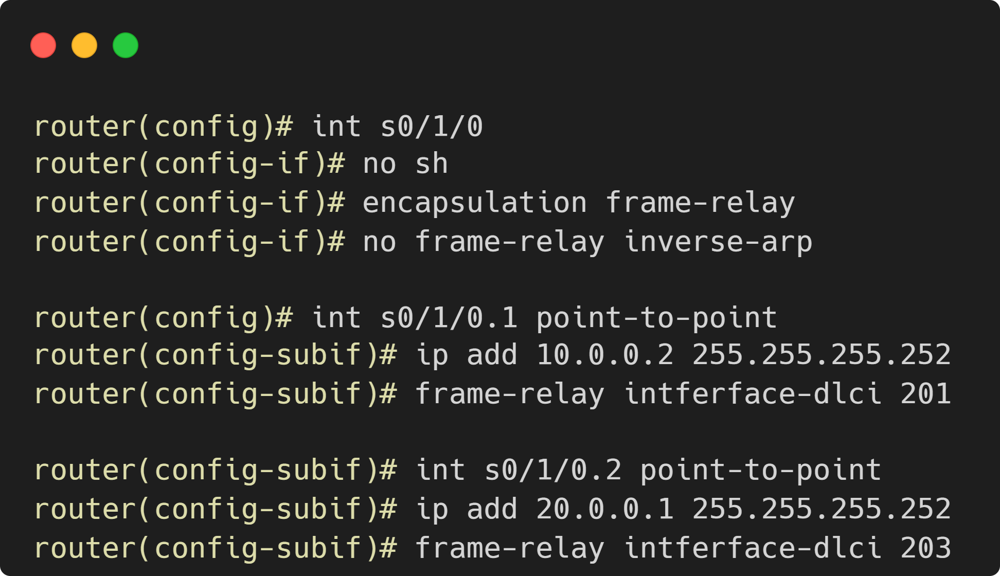 router(config)# int s0/1/0
router(config-if)# no sh
router(config-if)# encapsulation frame-relay
router(config-if)# no frame-relay inverse-arp
router(config)# int s0/1/0.1 point-to-point
router(config-subif)# ip add 10.0.0.2 255.255.255.252
router(config-subif)# frame-relay intferface-dlci 201
router(config-subif)# int s0/1/0.2 point-to-point
router(config-subif)# ip add 20.0.0.1 255.255.255.252
router(config-subif)# frame-relay intferface-dlci 203